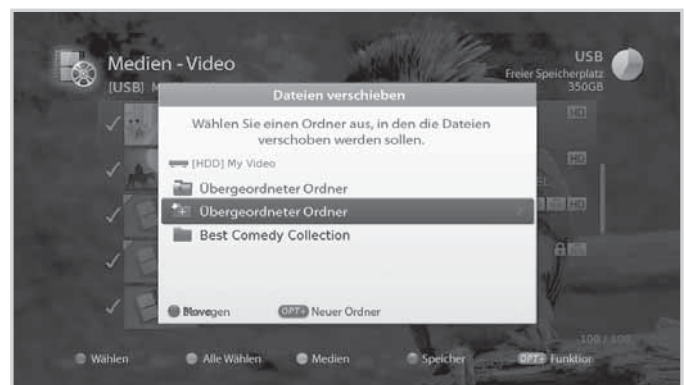 Medien - Video
USB
Freier Speicherplatz
350GB
[USB] M
Dateien verschieben
Wählen Sie einen Ordner aus, in den die Dateien
verschoben werden sollen.
[HDD] My Video
Übergeordneter Ordner
Übergeordneter Ordner
Best Comedy Collection
OPT+ Neuer Ordner
HD
HD
HD
100 / 100
Wählen
Alle Wählen
Medien
Speicher
OPT+ Funktion